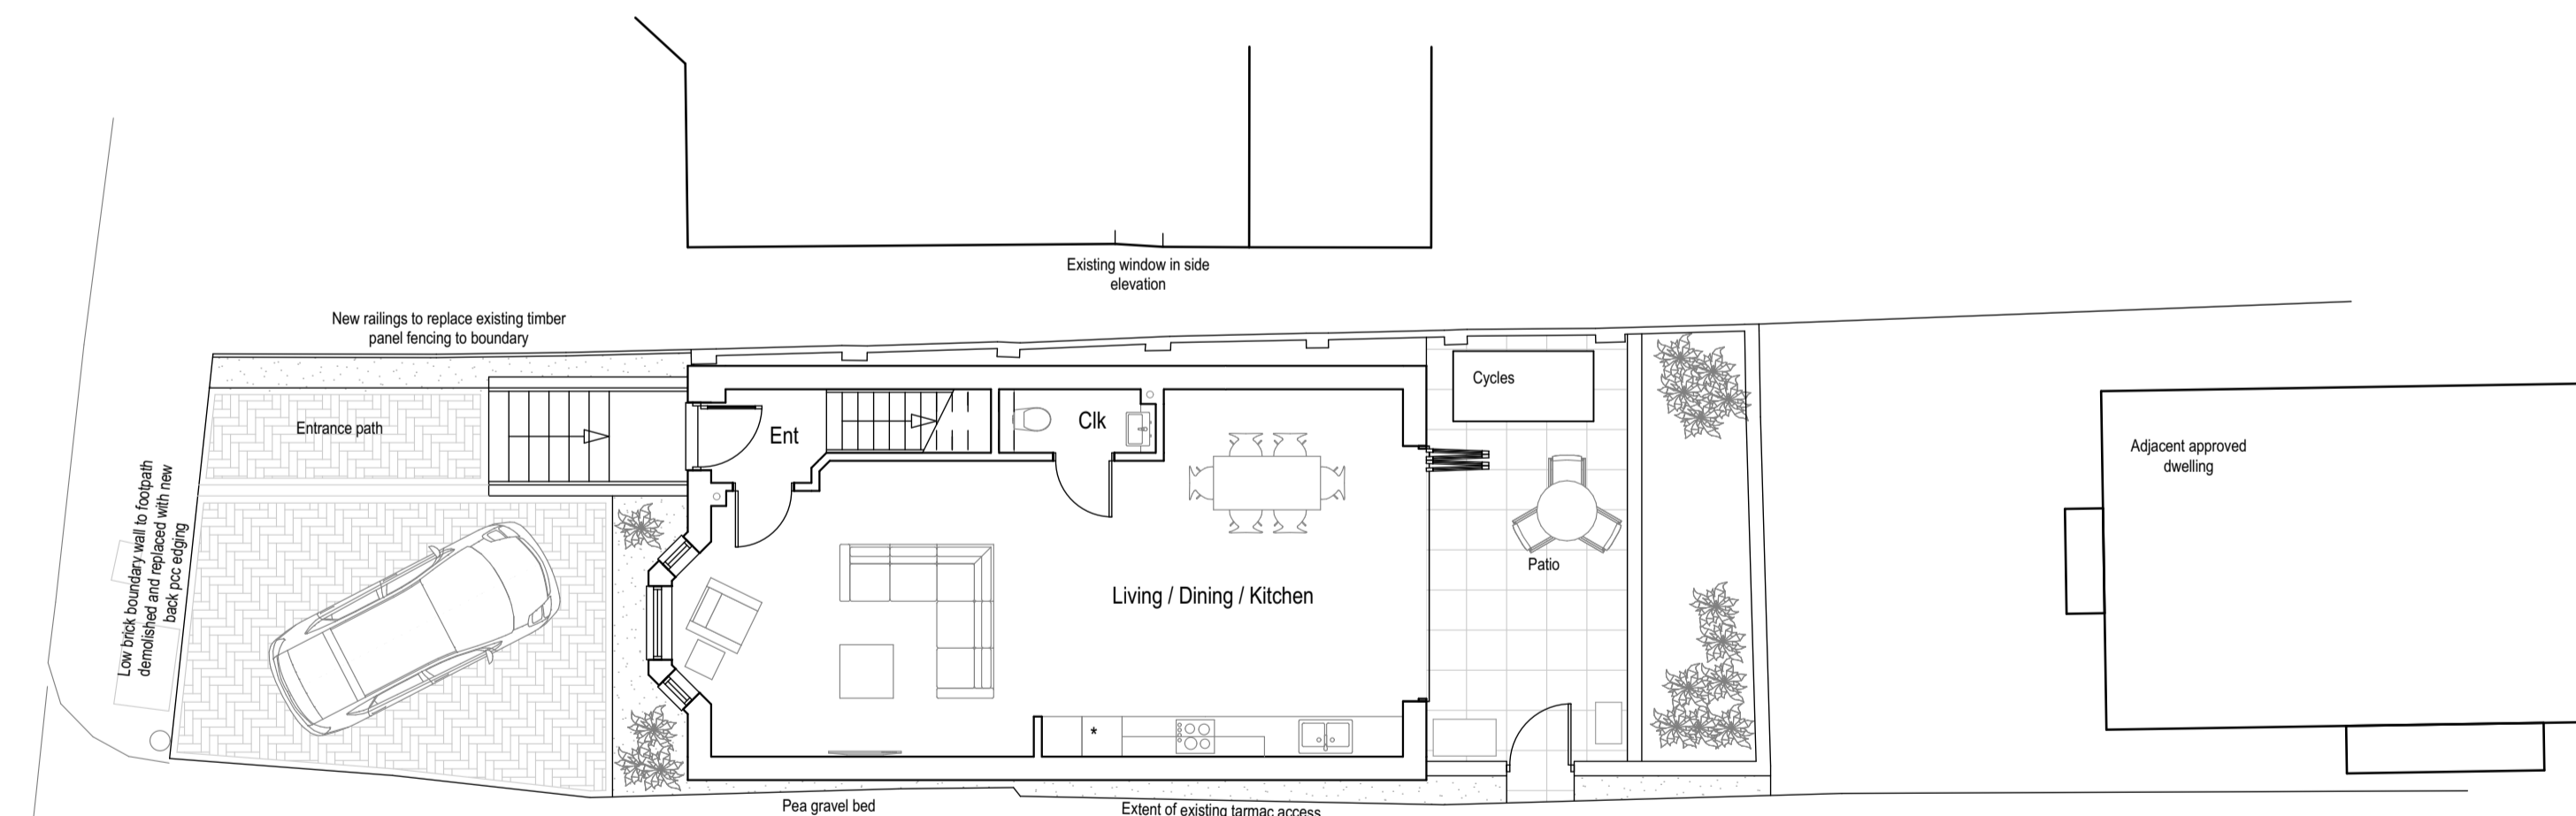 Existing window in side
elevation
New railings to replace existing timber
panel fencing to boundary
Cycles
Entrance path
Ent
Clk
Adjacent approved
dwelling
Low brick boundary wall to footpath
demolished and replaced with new
back pcc edging
Patio
Living / Dining / Kitchen
*
Pea gravel bed
Extent of existing tarmac access